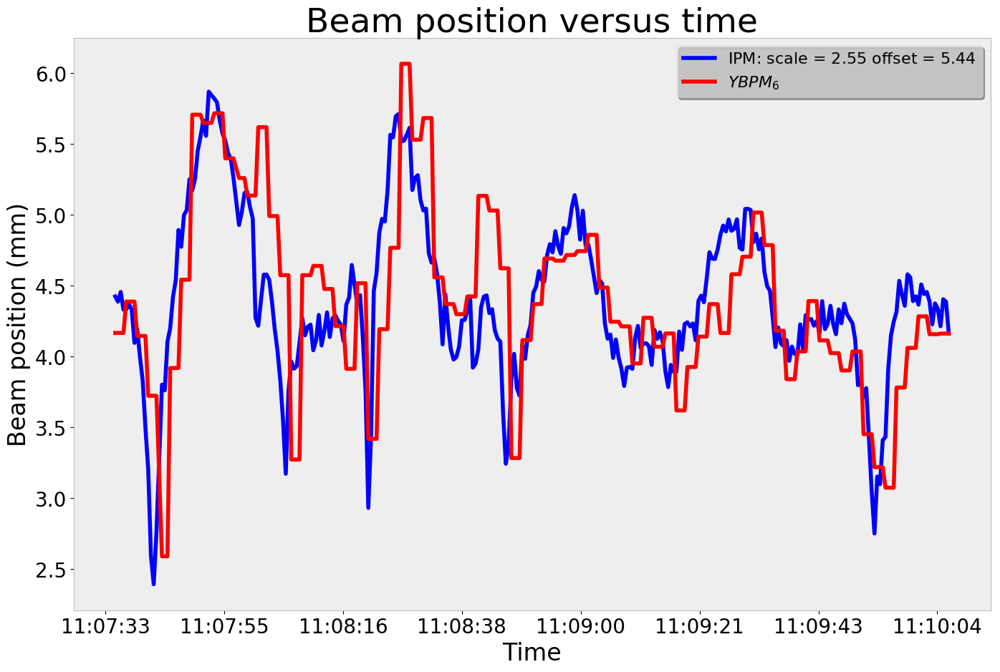 Beam position versus time
IPM: scale = 2.55 offset = 5.44
YBPM₆
Beam position (mm)
6.0
5.5
5.0
4.5
4.0
3.5
3.0
2.5
11:07:33 11:07:55 11:08:16 11:08:38 11:09:00 11:09:21 11:09:43 11:10:04
Time